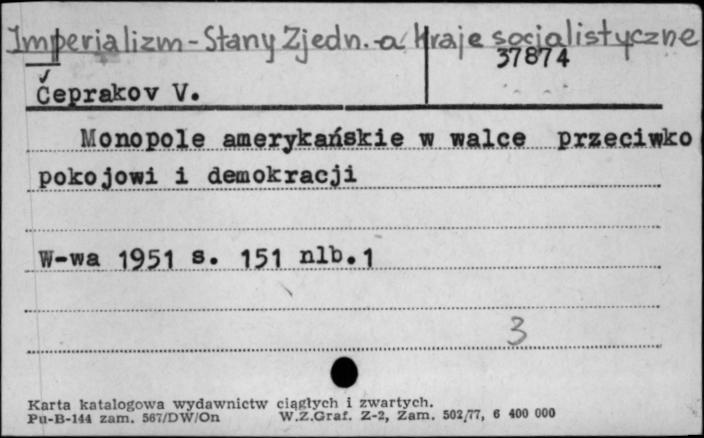 Imperializm - Stany Zjedn. - a kraje socjalistyczne
37874
Čeprakov V.
Monopole amerykańskie w walce przeciwko
pokojowi i demokracji
W-wa 1951 s. 151 nlb.1
3
Karta katalogowa wydawnictw ciągłych i zwartych.
Pu-B-144 zam. 567/DW/On W.Z.Graf. Z-2, Zam. 502/77, 6 400 000